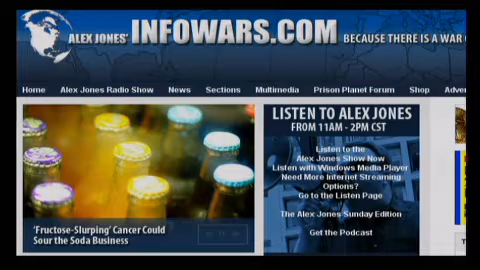 ALEX JONES' INFOWARS.COM BECAUSE THERE IS A WAR
Home Alex Jones Radio Show News Sections Multimedia Prison Planet Forum Shop
LISTEN TO ALEX JONES
FROM 11AM - 2PM CST
Listen to the
Alex Jones Show Now
Listen with Windows Media Player
Need More Internet Streaming
Options?
Go to the Listen Page
The Alex Jones Sunday Edition
Get the Podcast
'Fructose-Slurping' Cancer Could
Sour the Soda Business